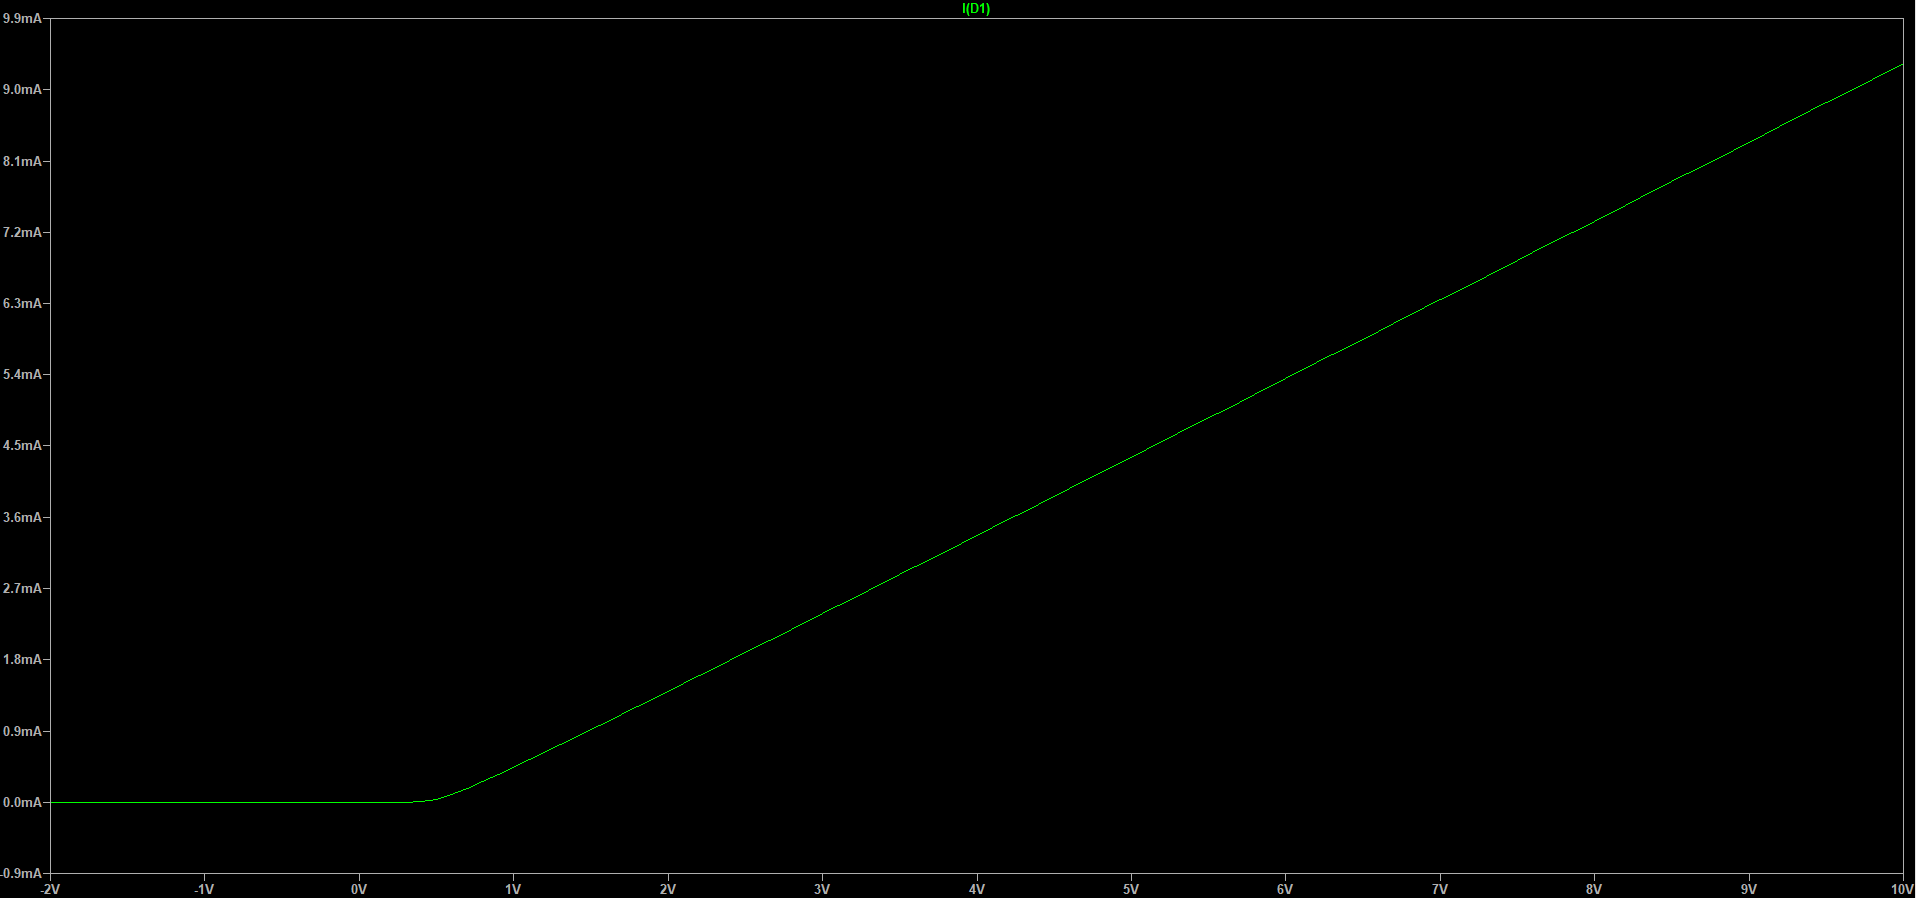 I(D1)
9.9mA
9.0mA
8.1mA
7.2mA
6.3mA
5.4mA
4.5mA
3.6mA
2.7mA
1.8mA
0.9mA
0.0mA
-0.9mA
-2V -1V 0V 1V 2V 3V 4V 5V 6V 7V 8V 9V 10V